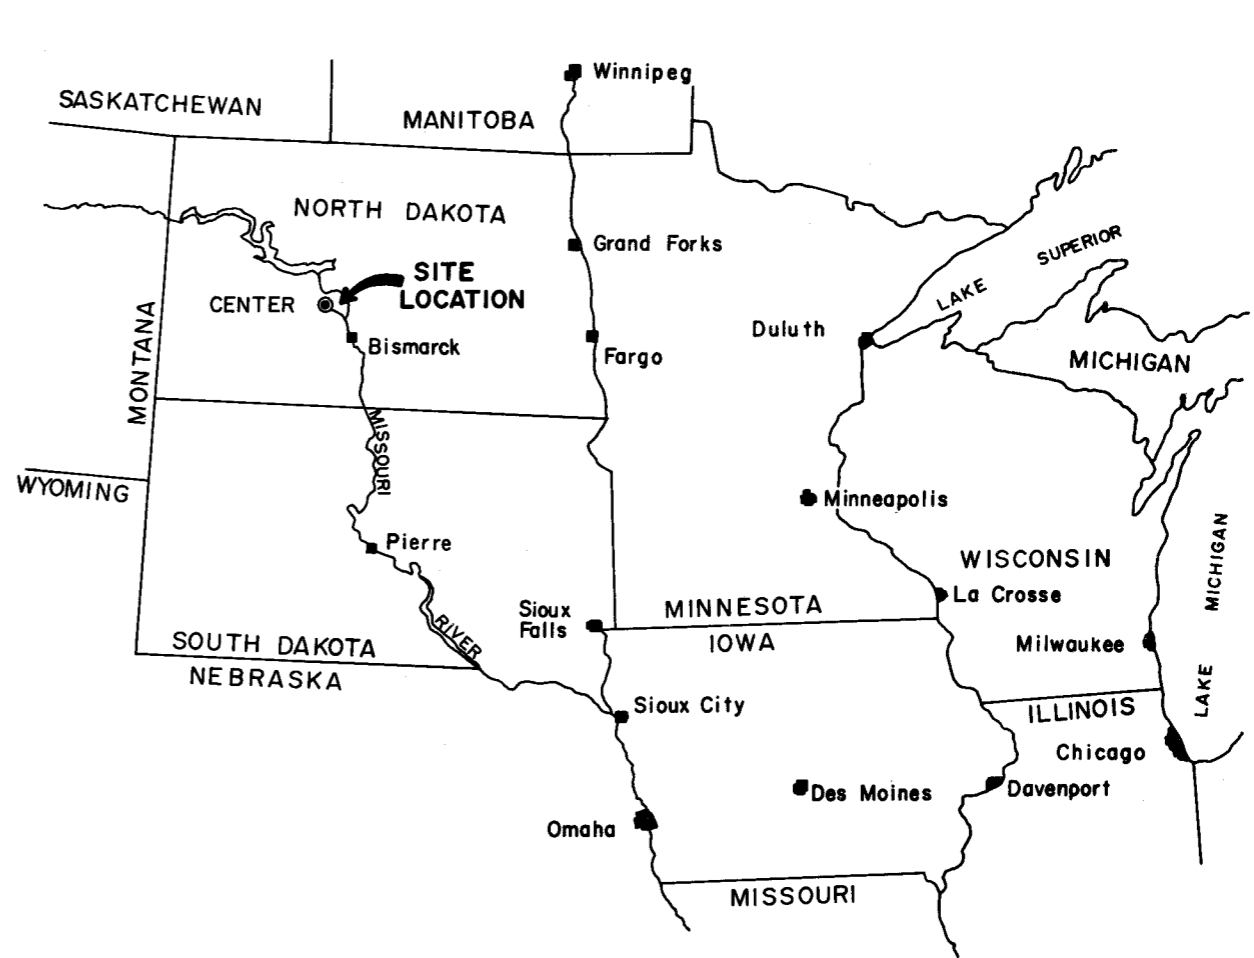 Winnipeg
SASKATCHEWAN
MANITOBA
NORTH DAKOTA
Grand Forks
SUPERIOR
LAKE
SITE
LOCATION
CENTER
MONTANA
Bismarck
Fargo
Duluth
MICHIGAN
MISSOURI
WYOMING
Minneapolis
Pierre
WISCONSIN
MICHIGAN
La Crosse
Sioux
Falls
MINNESOTA
RIVER
SOUTH DAKOTA
IOWA
Milwaukee
NEBRASKA
LAKE
Sioux City
ILLINOIS
Chicago
Des Moines
Davenport
Omaha
MISSOURI